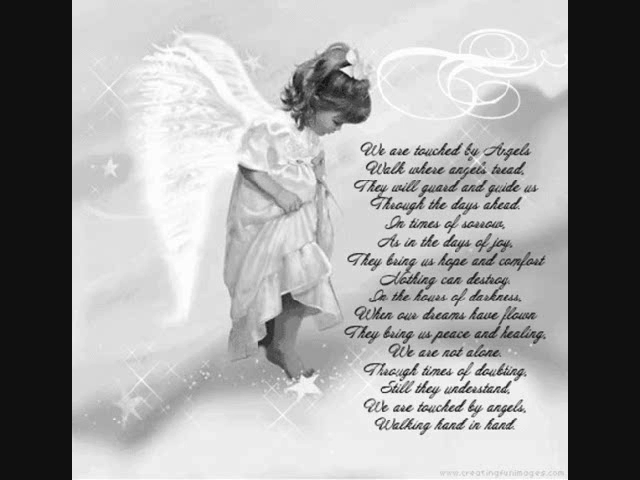 We are touched by Angels
Walk where angels tread,
They will guard and guide us
Through the days ahead.
In times of sorrow,
As in the days of joy,
They bring us hope and comfort
Nothing can destroy.
In the hours of darkness,
When our dreams have flown
They bring us peace and healing,
We are not alone.
Through times of doubting,
Still they understand,
We are touched by angels,
Walking hand in hand.
www.creatingfunimages.com